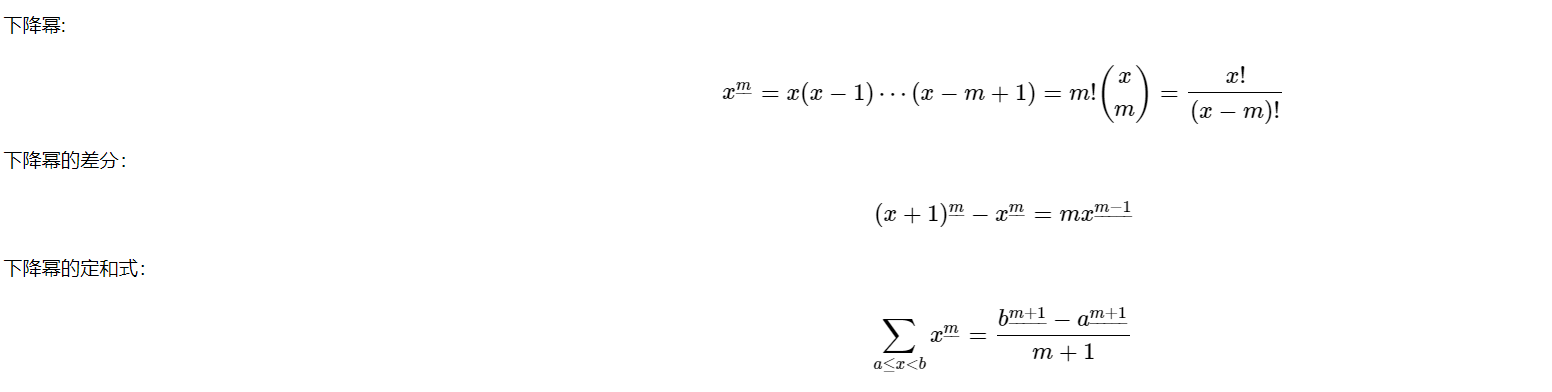 下降幂:
$x^{\underline{m}} = x(x-1)\cdots(x-m+1) = m!\binom{x}{m} = \frac{x!}{(x-m)!}$
下降幂的差分：
$(x+1)^{\underline{m}} - x^{\underline{m}} = mx^{\underline{m-1}}$
下降幂的定和式：
$\sum_{a \leq x < b} x^{\underline{m}} = \frac{b^{\underline{m+1}} - a^{\underline{m+1}}}{m+1}$